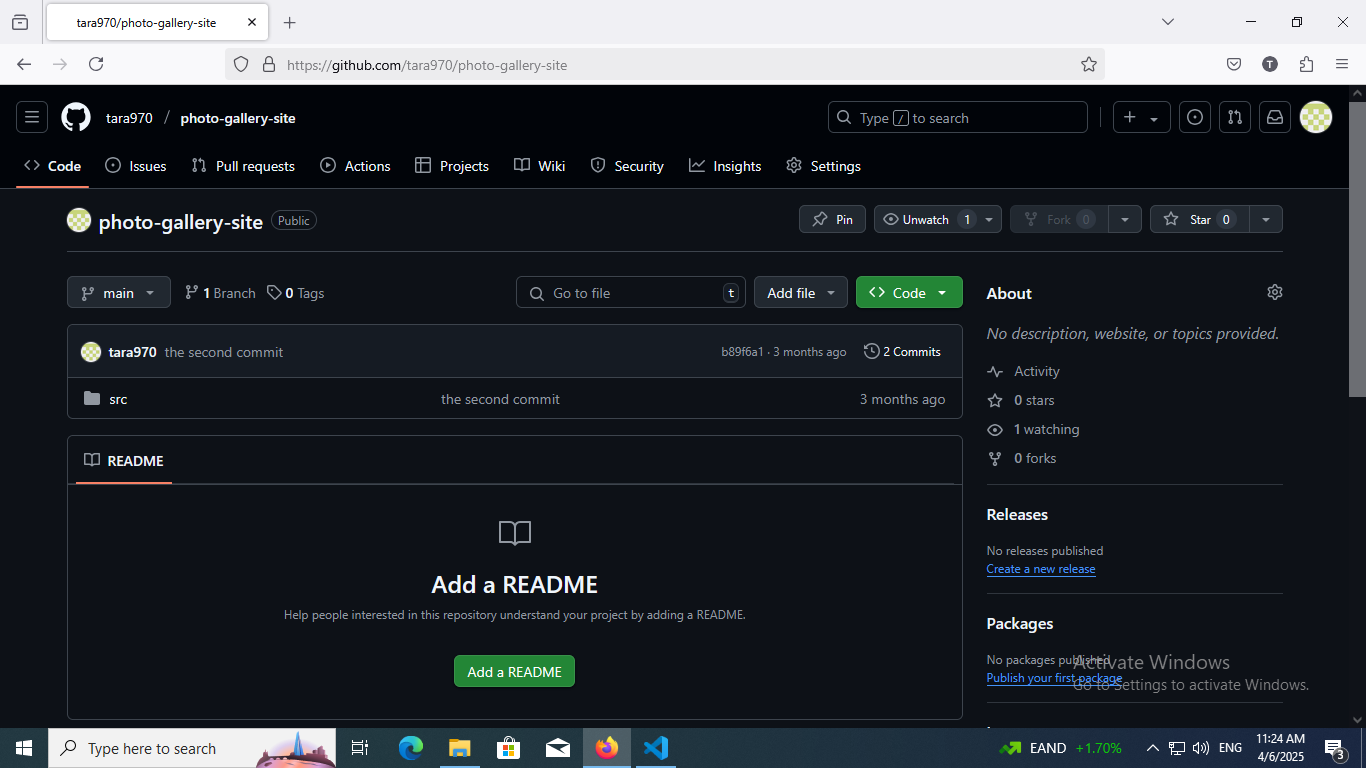 tara970/photo-gallery-site
https://github.com/tara970/photo-gallery-site
T
tara970 / photo-gallery-site
Type / to search
Code Issues Pull requests Actions Projects Wiki Security Insights Settings
photo-gallery-site Public
Pin Unwatch 1 Fork 0 Star 0
main 1 Branch 0 Tags Go to file t Add file Code
tara970 the second commit b89f6a1 · 3 months ago 2 Commits
src the second commit 3 months ago
README
Add a README
Help people interested in this repository understand your project by adding a README.
Add a README
About
No description, website, or topics provided.
Activity
0 stars
1 watching
0 forks
Releases
No releases published
Create a new release
Packages
No packages published
Publish your first package
Activate Windows
Go to Settings to activate Windows.
Type here to search
EAND +1.70%
ENG
11:24 AM
4/6/2025
3